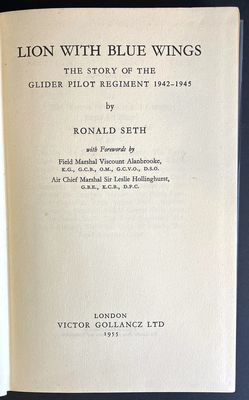 LION WITH BLUE WINGS
THE STORY OF THE
GLIDER PILOT REGIMENT 1942–1945
by
RONALD SETH
with Forewords by
Field Marshal Viscount Alanbrooke,
K.G., G.C.B., O.M., G.C.V.O., D.S.O.
Air Chief Marshal Sir Leslie Hollinghurst,
G.B.E., K.C.B., D.F.C.
LONDON
VICTOR GOLLANCZ LTD
1955